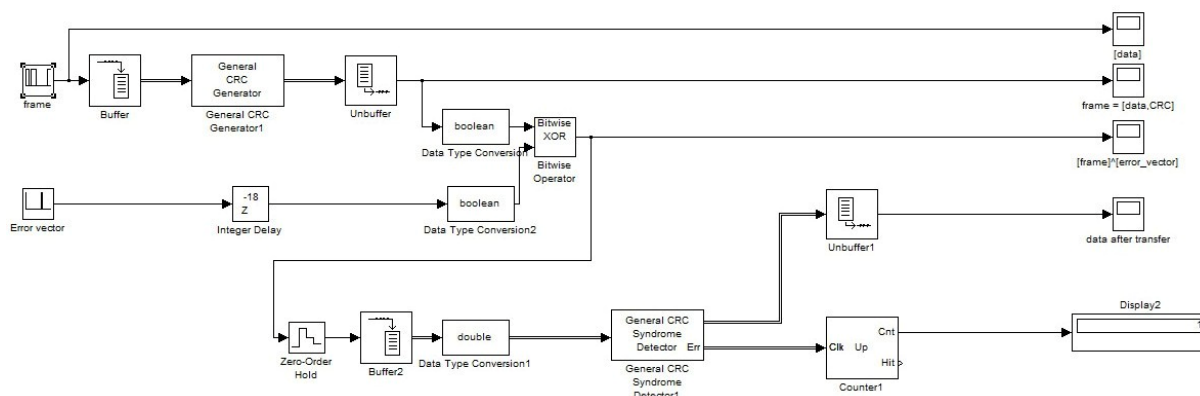 [data]
frame
Buffer
General
CRC
Generator
General CRC
Generator1
Unbuffer
frame = [data,CRC]
boolean
Data Type Conversion
Bitwise
XOR
Bitwise
Operator
[frame]^[error_vector]
Error vector
-18
Z
Integer Delay
boolean
Data Type Conversion2
Unbuffer1
data after transfer
Zero-Order
Hold
Buffer2
double
Data Type Conversion1
General CRC
Syndrome
Detector
Err
General CRC
Syndrome
Detector1
Clk
Up
Cnt
Hit
Counter1
Display2